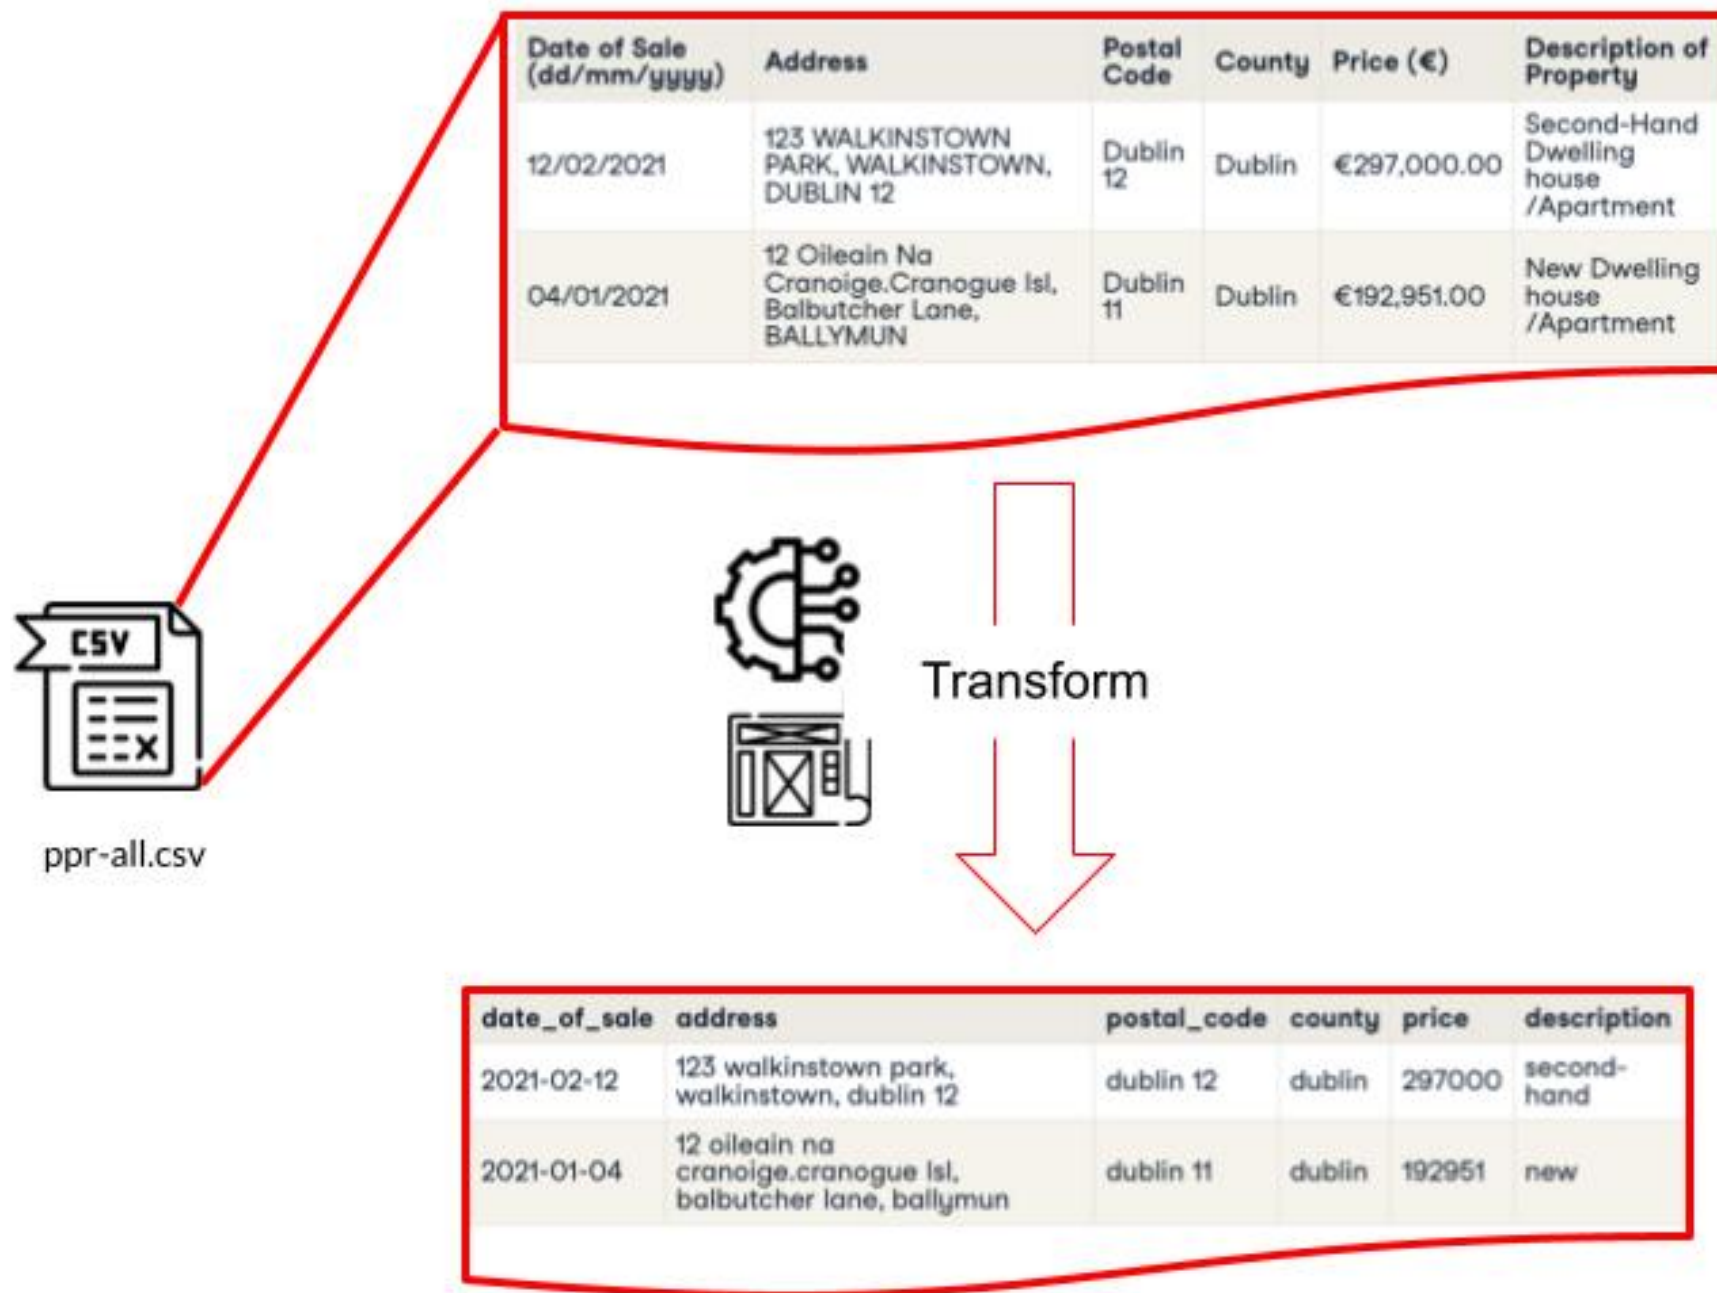 Date of Sale
(dd/mm/yyyy)
Address
Postal
Code
County
Price (€)
Description of
Property
12/02/2021
123 WALKINSTOWN
PARK, WALKINSTOWN,
DUBLIN 12
Dublin
12
Dublin
€297,000.00
Second-Hand
Dwelling
house
/Apartment
04/01/2021
12 Oileain Na
Cranoige.Cranogue Isl,
Balbutcher Lane,
BALLYMUN
Dublin
11
Dublin
€192,951.00
New Dwelling
house
/Apartment
CSV
ppr-all.csv
Transform
date_of_sale
address
postal_code
county
price
description
2021-02-12
123 walkinstown park,
walkinstown, dublin 12
dublin 12
dublin
297000
second-
hand
2021-01-04
12 oileain na
cranoige.cranogue Isl,
balbutcher lane, ballymun
dublin 11
dublin
192951
new